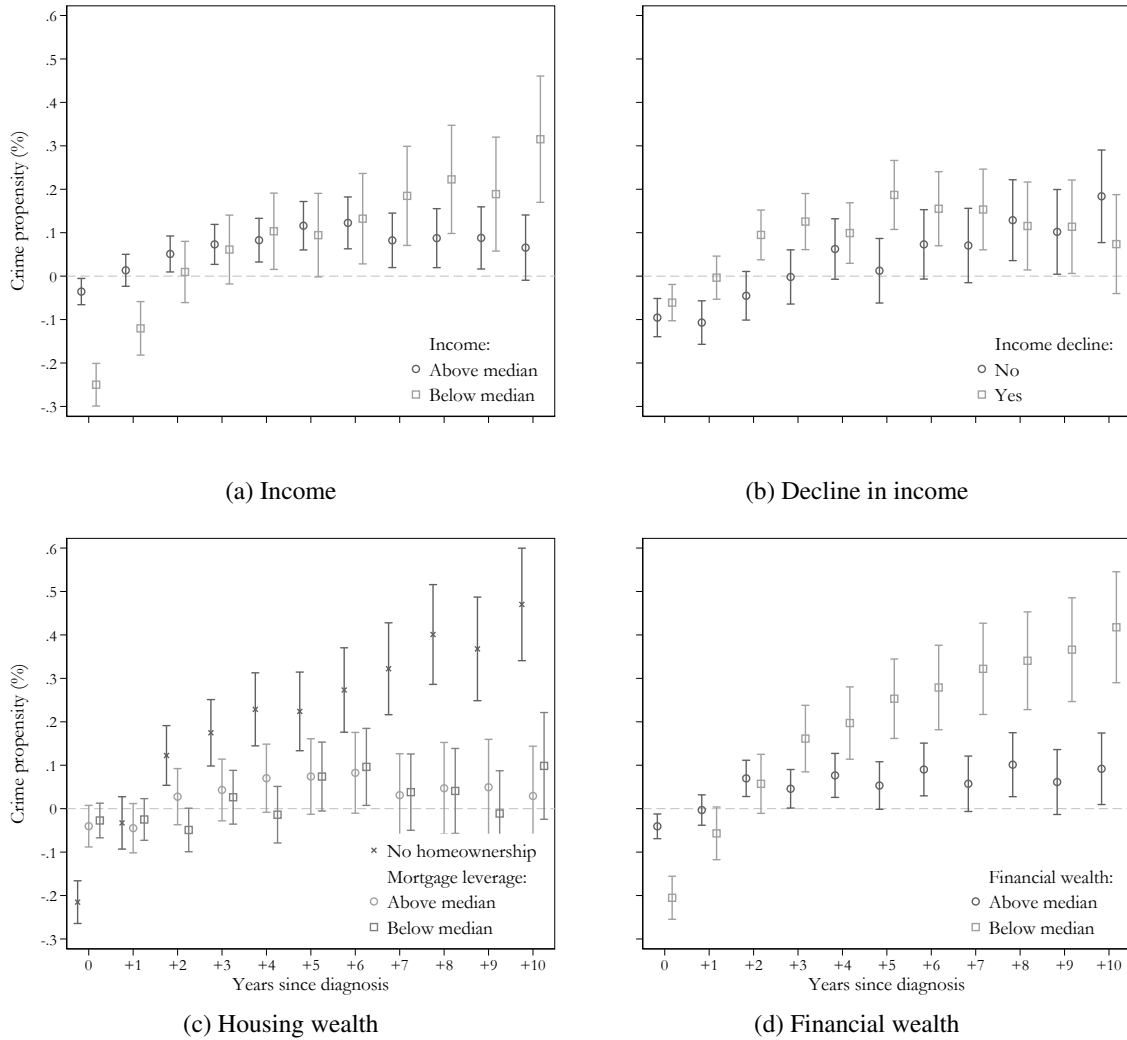 .6
.5
.4
.3
.2
.1
0
-.1
-.2
-.3
Crime propensity (%)
Income:
Above median
Below median
(a) Income
Income decline:
No
Yes
(b) Decline in income
.6
.5
.4
.3
.2
.1
0
-.1
-.2
-.3
Crime propensity (%)
No homeownership
Mortgage leverage:
Above median
Below median
0 +1 +2 +3 +4 +5 +6 +7 +8 +9 +10
Years since diagnosis
(c) Housing wealth
Financial wealth:
Above median
Below median
0 +1 +2 +3 +4 +5 +6 +7 +8 +9 +10
Years since diagnosis
(d) Financial wealth